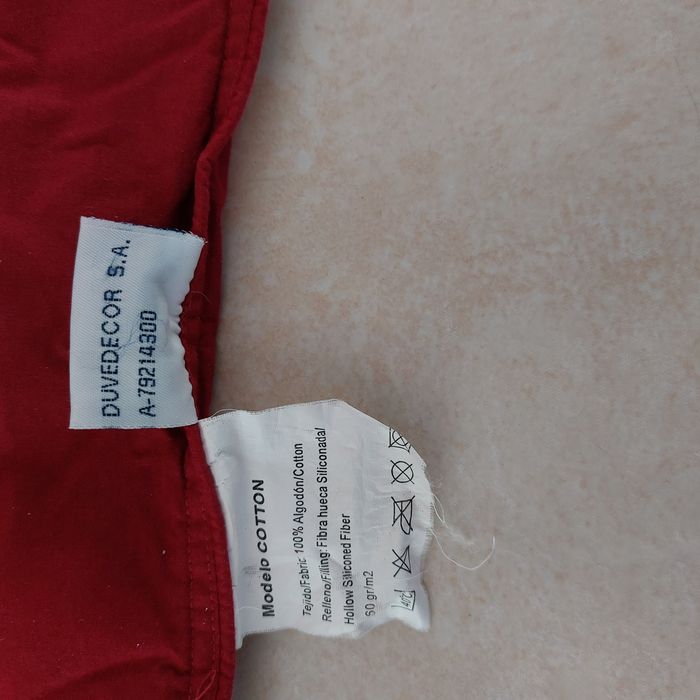 DUVEDECOR S.A.
A-79214300
Modelo COTTON
Tejido/Fabric 100% Algodón/Cotton
Relleno/Filling: Fibra hueca Siliconada/
Hollow Siliconed Fiber
60 gr/m2
40°C